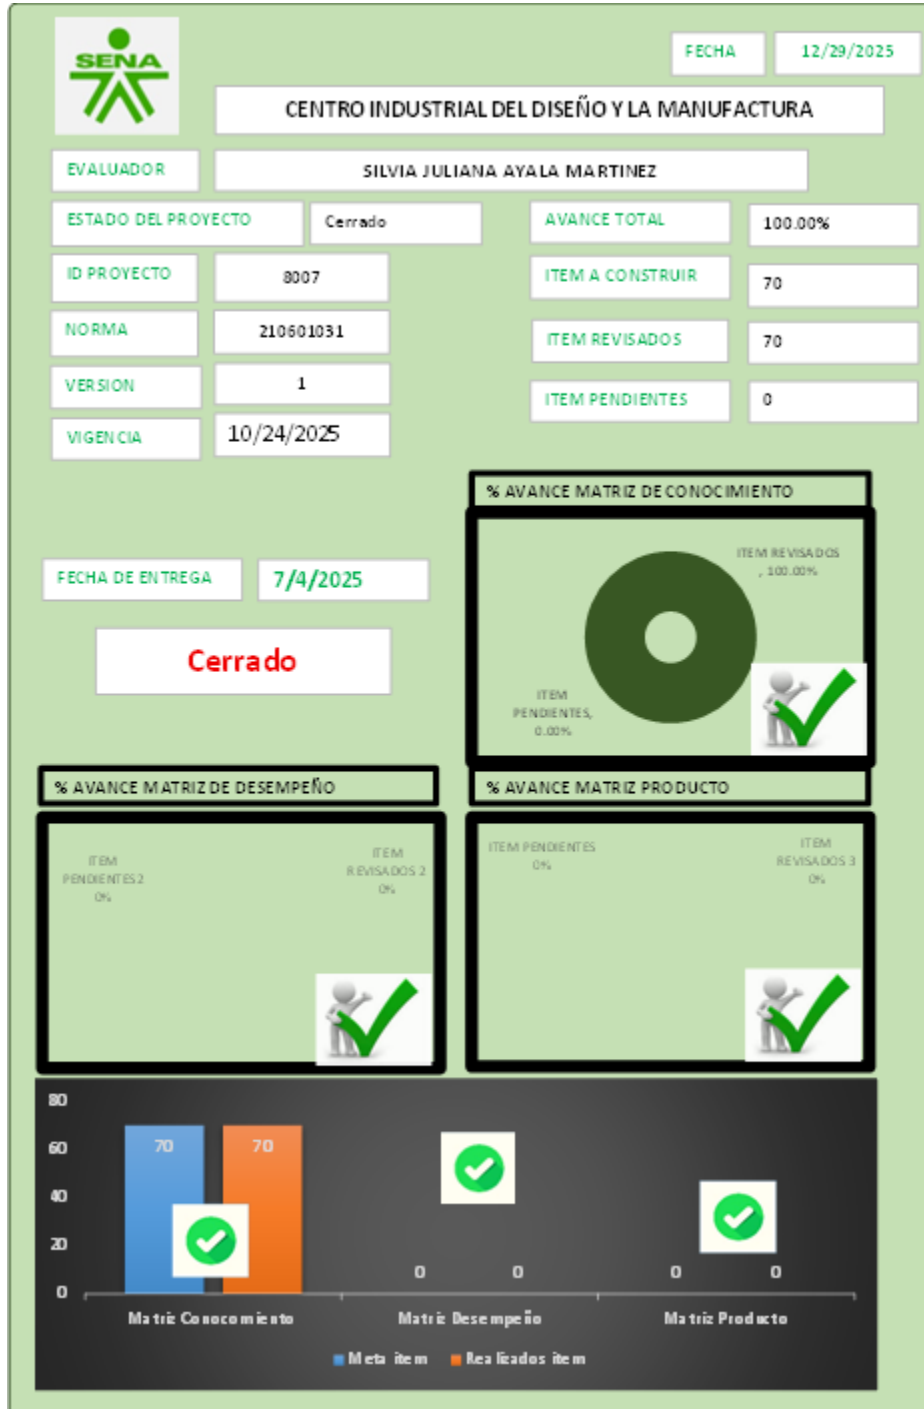 SENA
FECHA 12/29/2025
CENTRO INDUSTRIAL DEL DISEÑO Y LA MANUFACTURA
EVALUADOR SILVIA JULIANA AYALA MARTINEZ
ESTADO DEL PROYECTO Cerrado
AVANCE TOTAL 100.00%
ID PROYECTO 8007
ITEM A CONSTRUIR 70
NORMA 210601031
ITEM REVISADOS 70
VERSION 1
ITEM PENDIENTES 0
VIGENCIA 10/24/2025
% AVANCE MATRIZ DE CONOCIMIENTO
ITEM REVISADOS
, 100.00%
FECHA DE ENTREGA 7/4/2025
Cerrado
ITEM
PENDIENTES,
0.00%
% AVANCE MATRIZ DE DESEMPEÑO
ITEM
PENDIENTES 2
0%
ITEM
REVISADOS 2
0%
% AVANCE MATRIZ PRODUCTO
ITEM PENDIENTES
0%
ITEM
REVISADOS 3
0%
80
60
40
20
0
70 70
0 0
0 0
Matriz Conocomiento Matriz Desempeño Matriz Producto
Meta item Realizados item